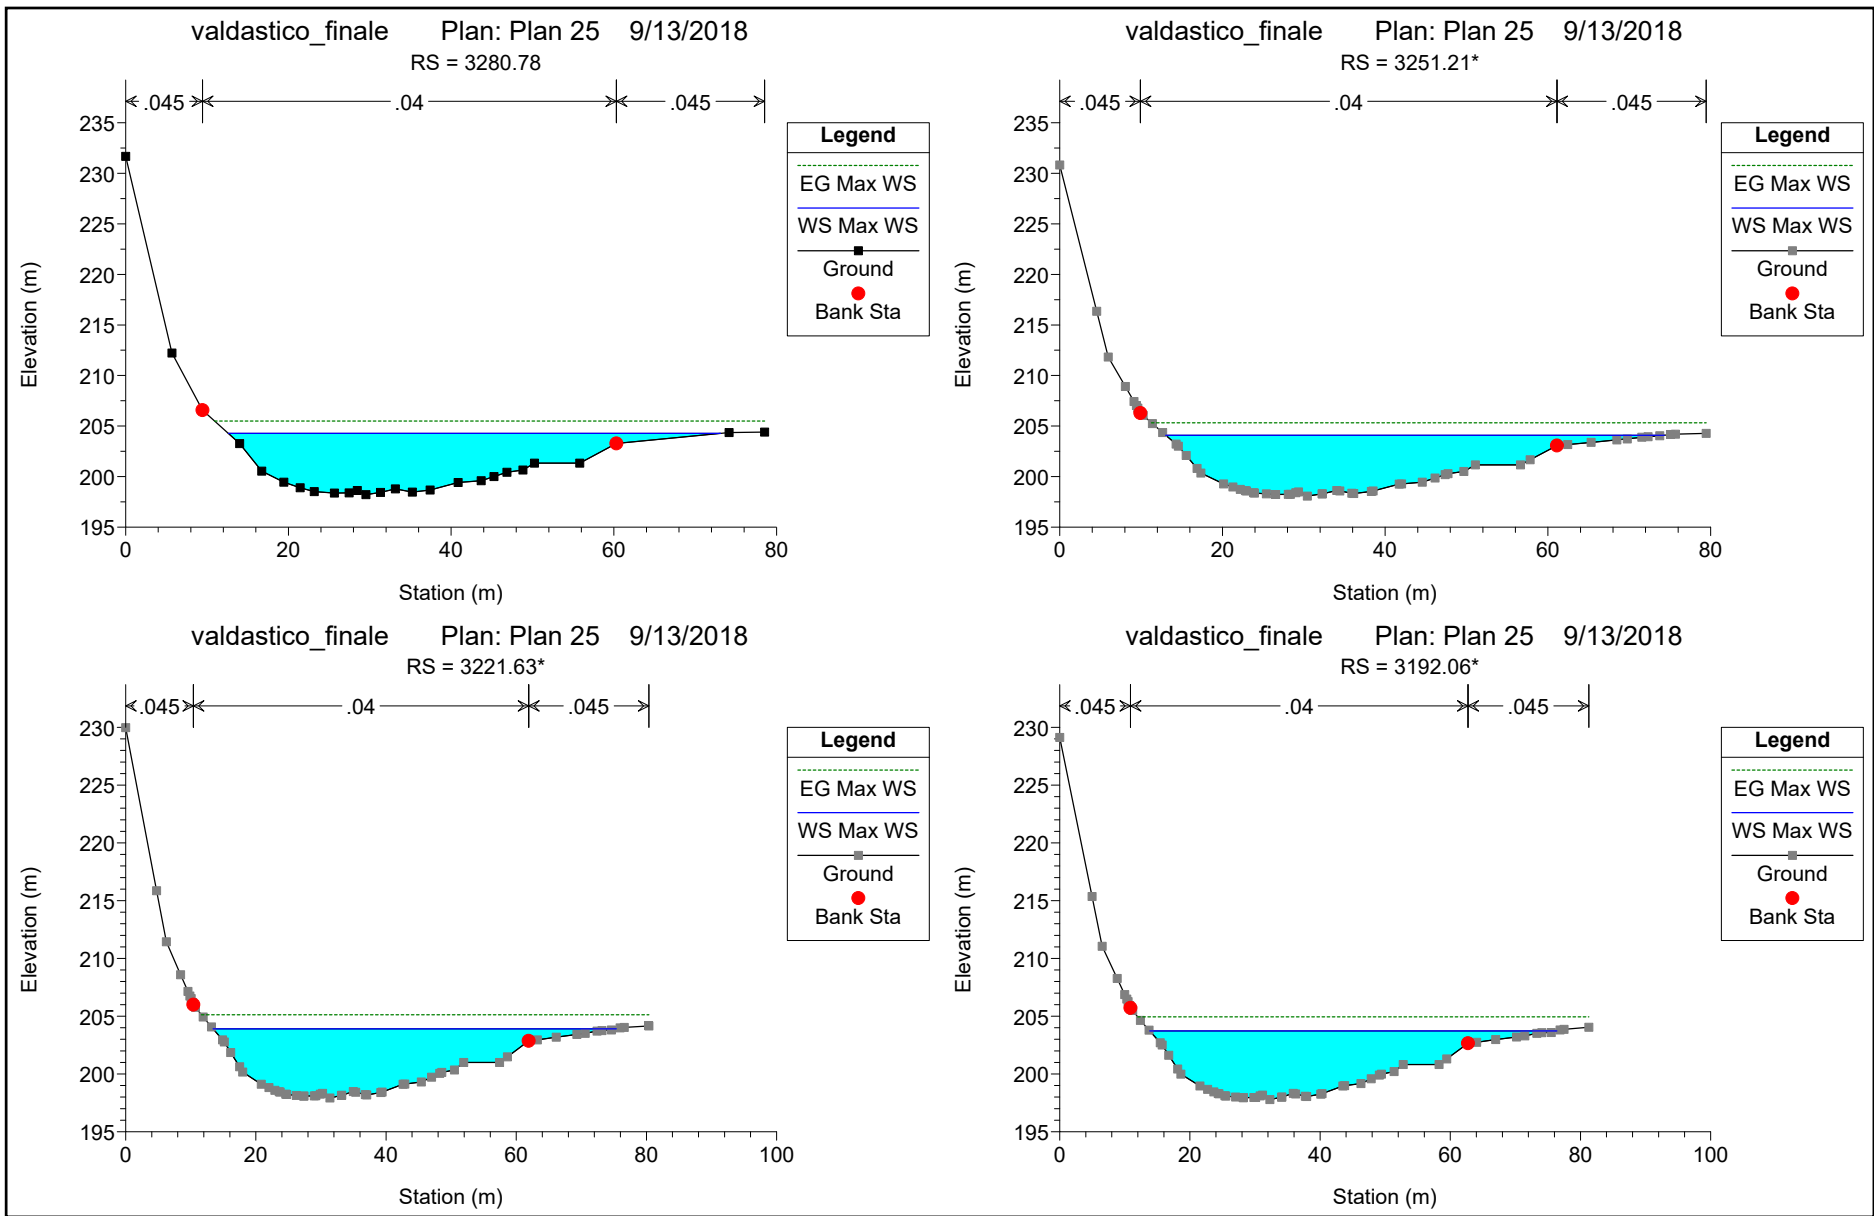 valdastico_finale Plan: Plan 25 9/13/2018
RS = 3280.78
.045 .04 .045
235
230
225
220
215
210
205
200
195
0 20 40 60 80
Elevation (m)
Station (m)
Legend
EG Max WS
WS Max WS
Ground
Bank Sta
valdastico_finale Plan: Plan 25 9/13/2018
RS = 3251.21*
.045 .04 .045
235
230
225
220
215
210
205
200
195
0 20 40 60 80
Elevation (m)
Station (m)
Legend
EG Max WS
WS Max WS
Ground
Bank Sta
valdastico_finale Plan: Plan 25 9/13/2018
RS = 3221.63*
.045 .04 .045
230
225
220
215
210
205
200
195
0 20 40 60 80 100
Elevation (m)
Station (m)
Legend
EG Max WS
WS Max WS
Ground
Bank Sta
valdastico_finale Plan: Plan 25 9/13/2018
RS = 3192.06*
.045 .04 .045
230
225
220
215
210
205
200
195
0 20 40 60 80 100
Elevation (m)
Station (m)
Legend
EG Max WS
WS Max WS
Ground
Bank Sta